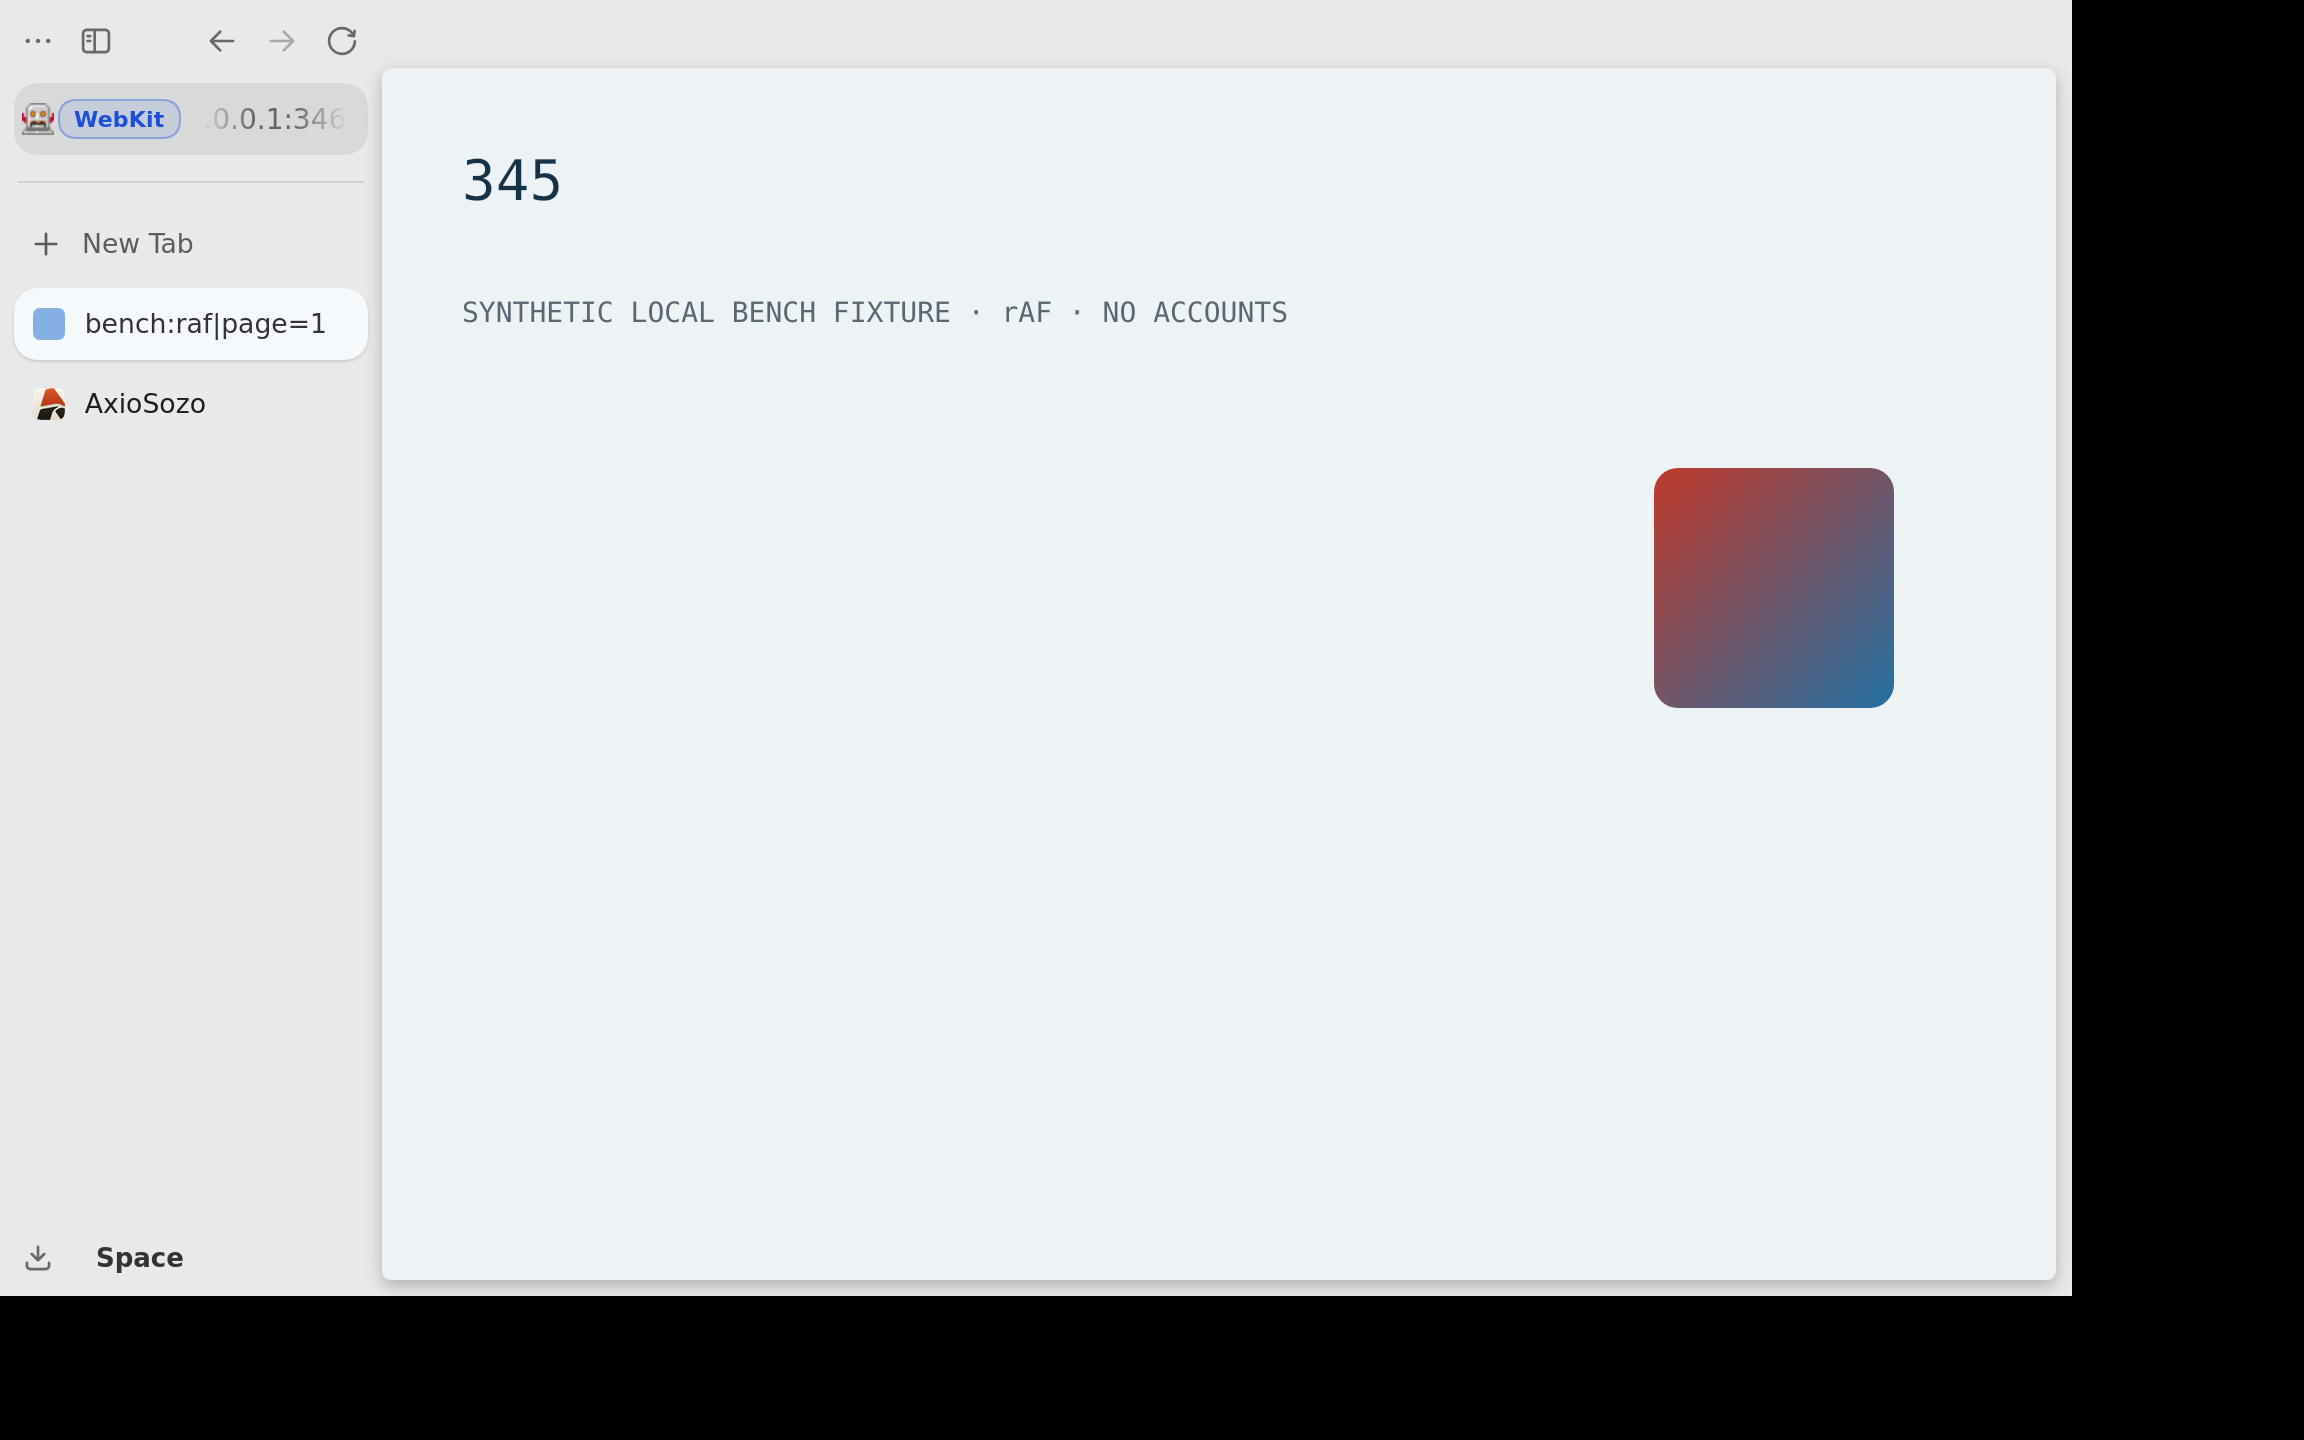 WebKit
.0.0.1:346
New Tab
bench:raf|page=1
AxioSozo
Space
345
SYNTHETIC LOCAL BENCH FIXTURE · rAF · NO ACCOUNTS